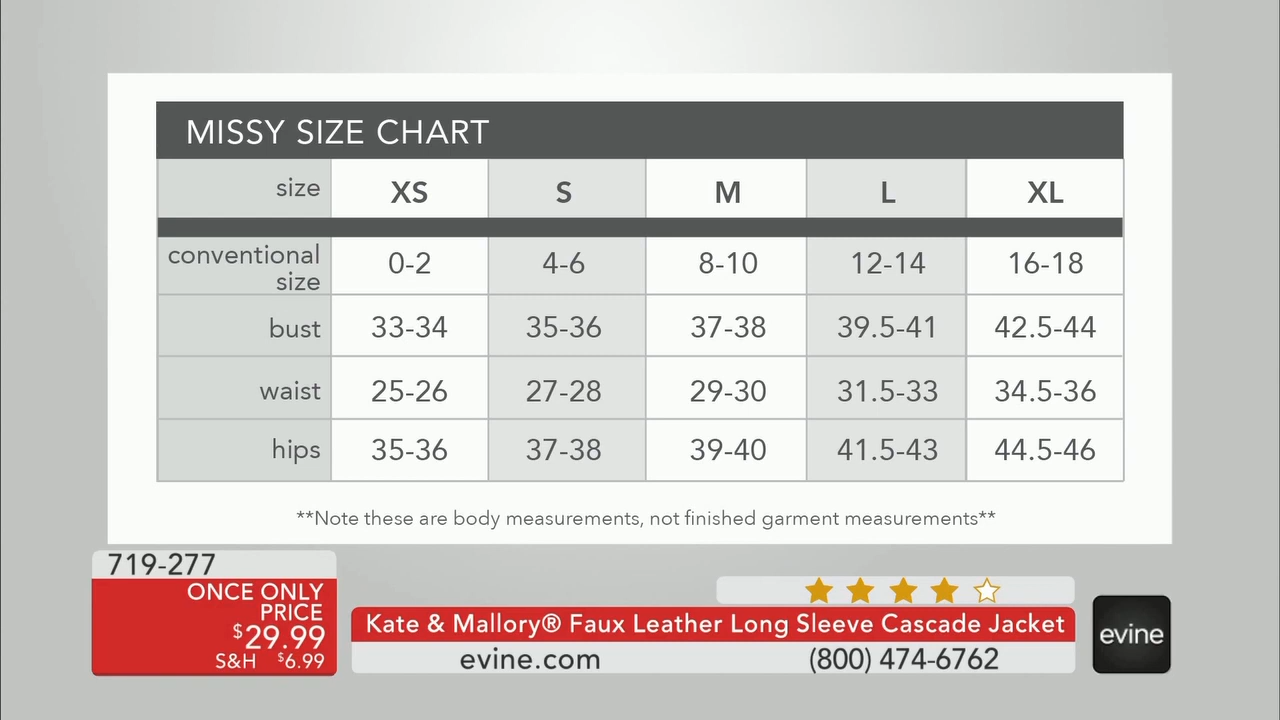 MISSY SIZE CHART
size XS S M L XL
conventional size 0-2 4-6 8-10 12-14 16-18
bust 33-34 35-36 37-38 39.5-41 42.5-44
waist 25-26 27-28 29-30 31.5-33 34.5-36
hips 35-36 37-38 39-40 41.5-43 44.5-46
**Note these are body measurements, not finished garment measurements**
719-277
ONCE ONLY
PRICE
$29.99
S&H $6.99
Kate & Mallory® Faux Leather Long Sleeve Cascade Jacket
evine.com (800) 474-6762
evine